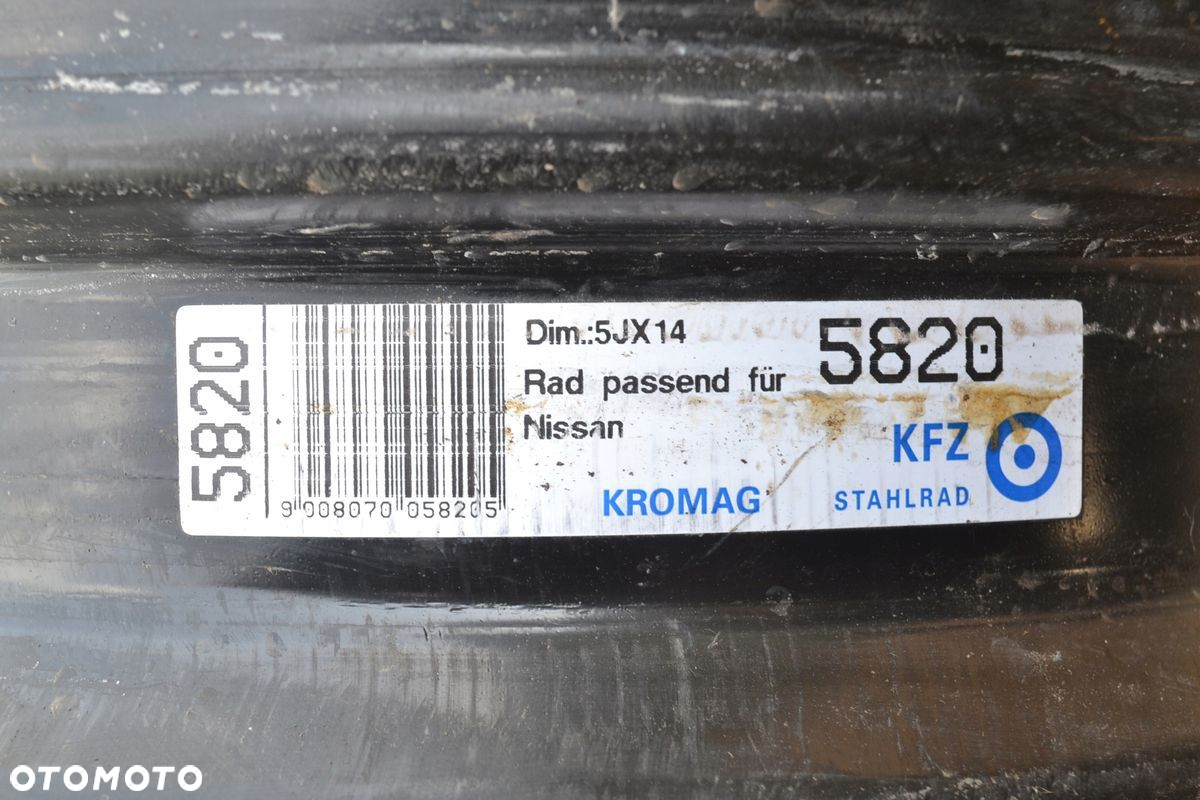 5820
9 008070 058205
Dim.:5JX14
5820
Rad passend für
Nissan
KFZ
KROMAG
STAHLRAD
OTOMOTO